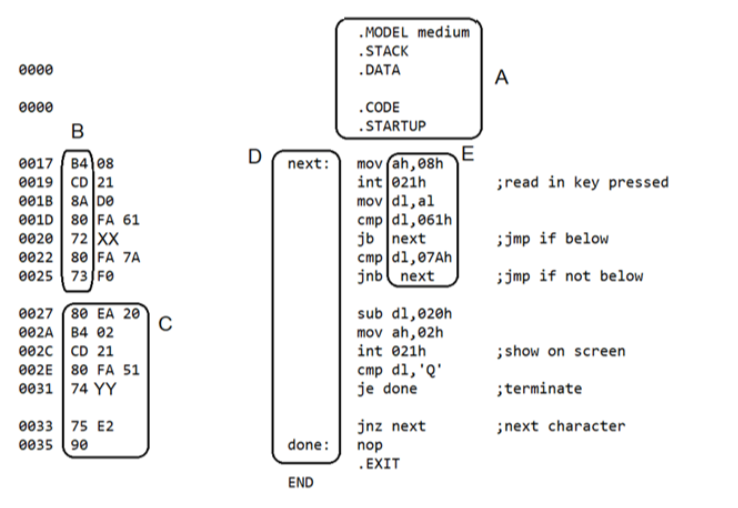 .MODEL medium
.STACK
0000 .DATA A
0000 .CODE
B .STARTUP
0017 B4 08 D next: mov ah,08h E
0019 CD 21 int 021h ;read in key pressed
001B 8A D0 mov dl,al
001D 80 FA 61 cmp dl,061h
0020 72 XX jb next ;jmp if below
0022 80 FA 7A cmp dl,07Ah
0025 73 F0 jnb next ;jmp if not below
0027 80 EA 20 C sub dl,020h
002A B4 02 mov ah,02h
002C CD 21 int 021h ;show on screen
002E 80 FA 51 cmp dl,'Q'
0031 74 YY je done ;terminate
0033 75 E2 jnz next ;next character
0035 90 done: nop
.EXIT
END